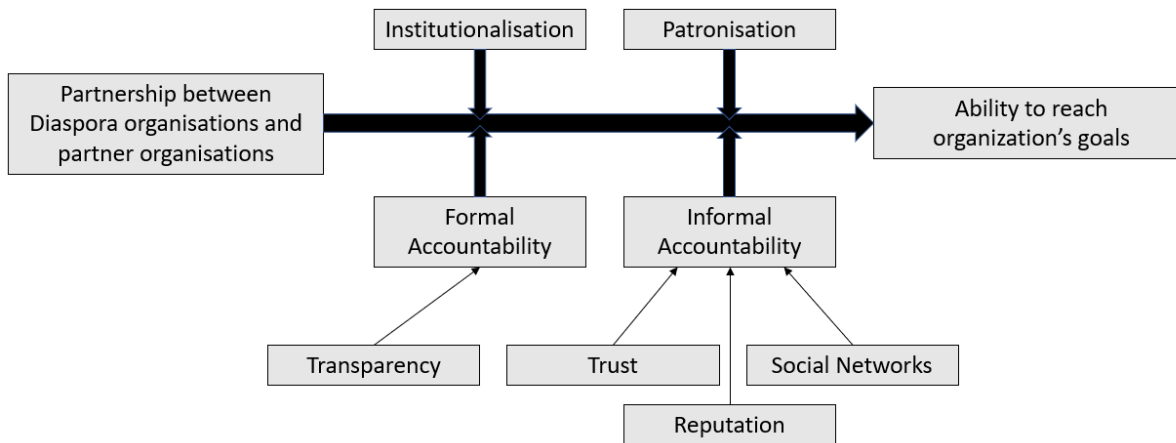 Institutionalisation
Patronisation
Partnership between
Diaspora organisations and
partner organisations
Ability to reach
organization’s goals
Formal
Accountability
Informal
Accountability
Transparency
Trust
Social Networks
Reputation